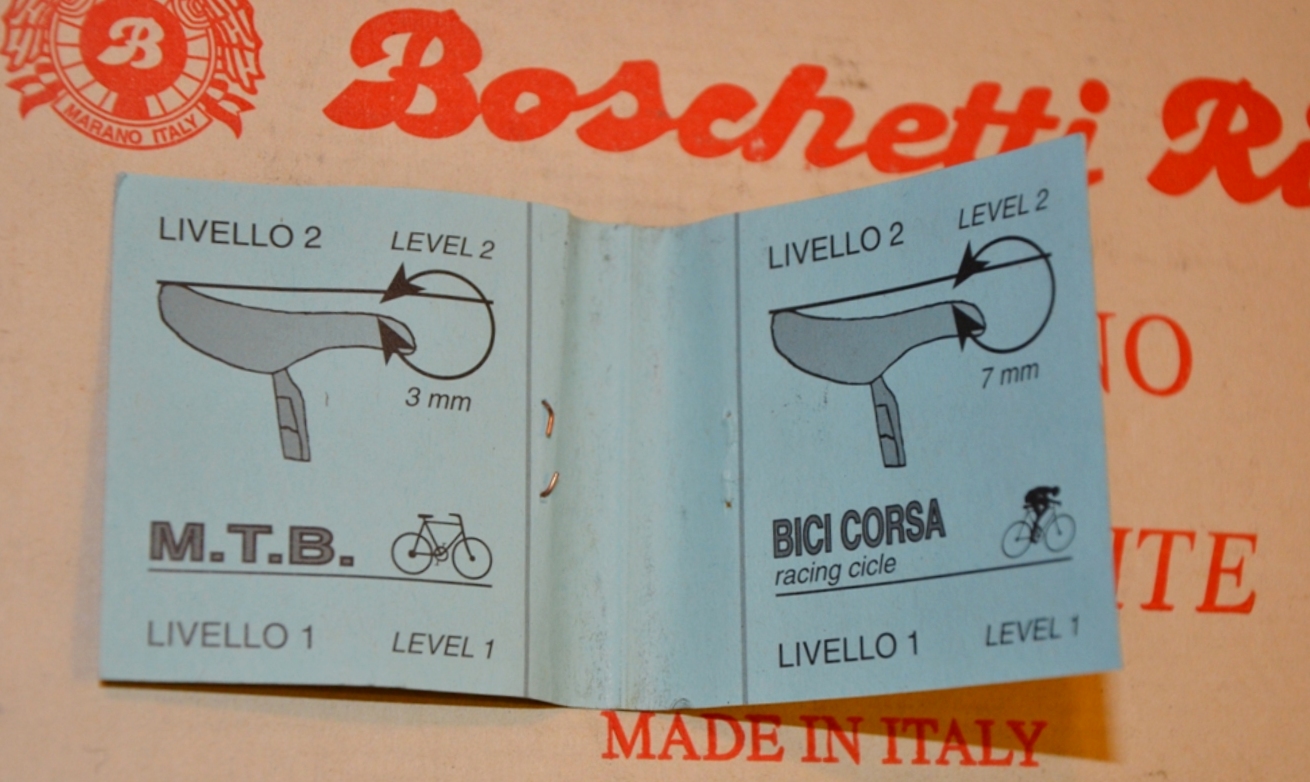 B
MARANO ITALY
Boschetti
LIVELLO 2
LEVEL 2
3 mm
M.T.B.
LIVELLO 1
LEVEL 1
LIVELLO 2
LEVEL 2
7 mm
BICI CORSA
racing cicle
LIVELLO 1
LEVEL 1
MADE IN ITALY